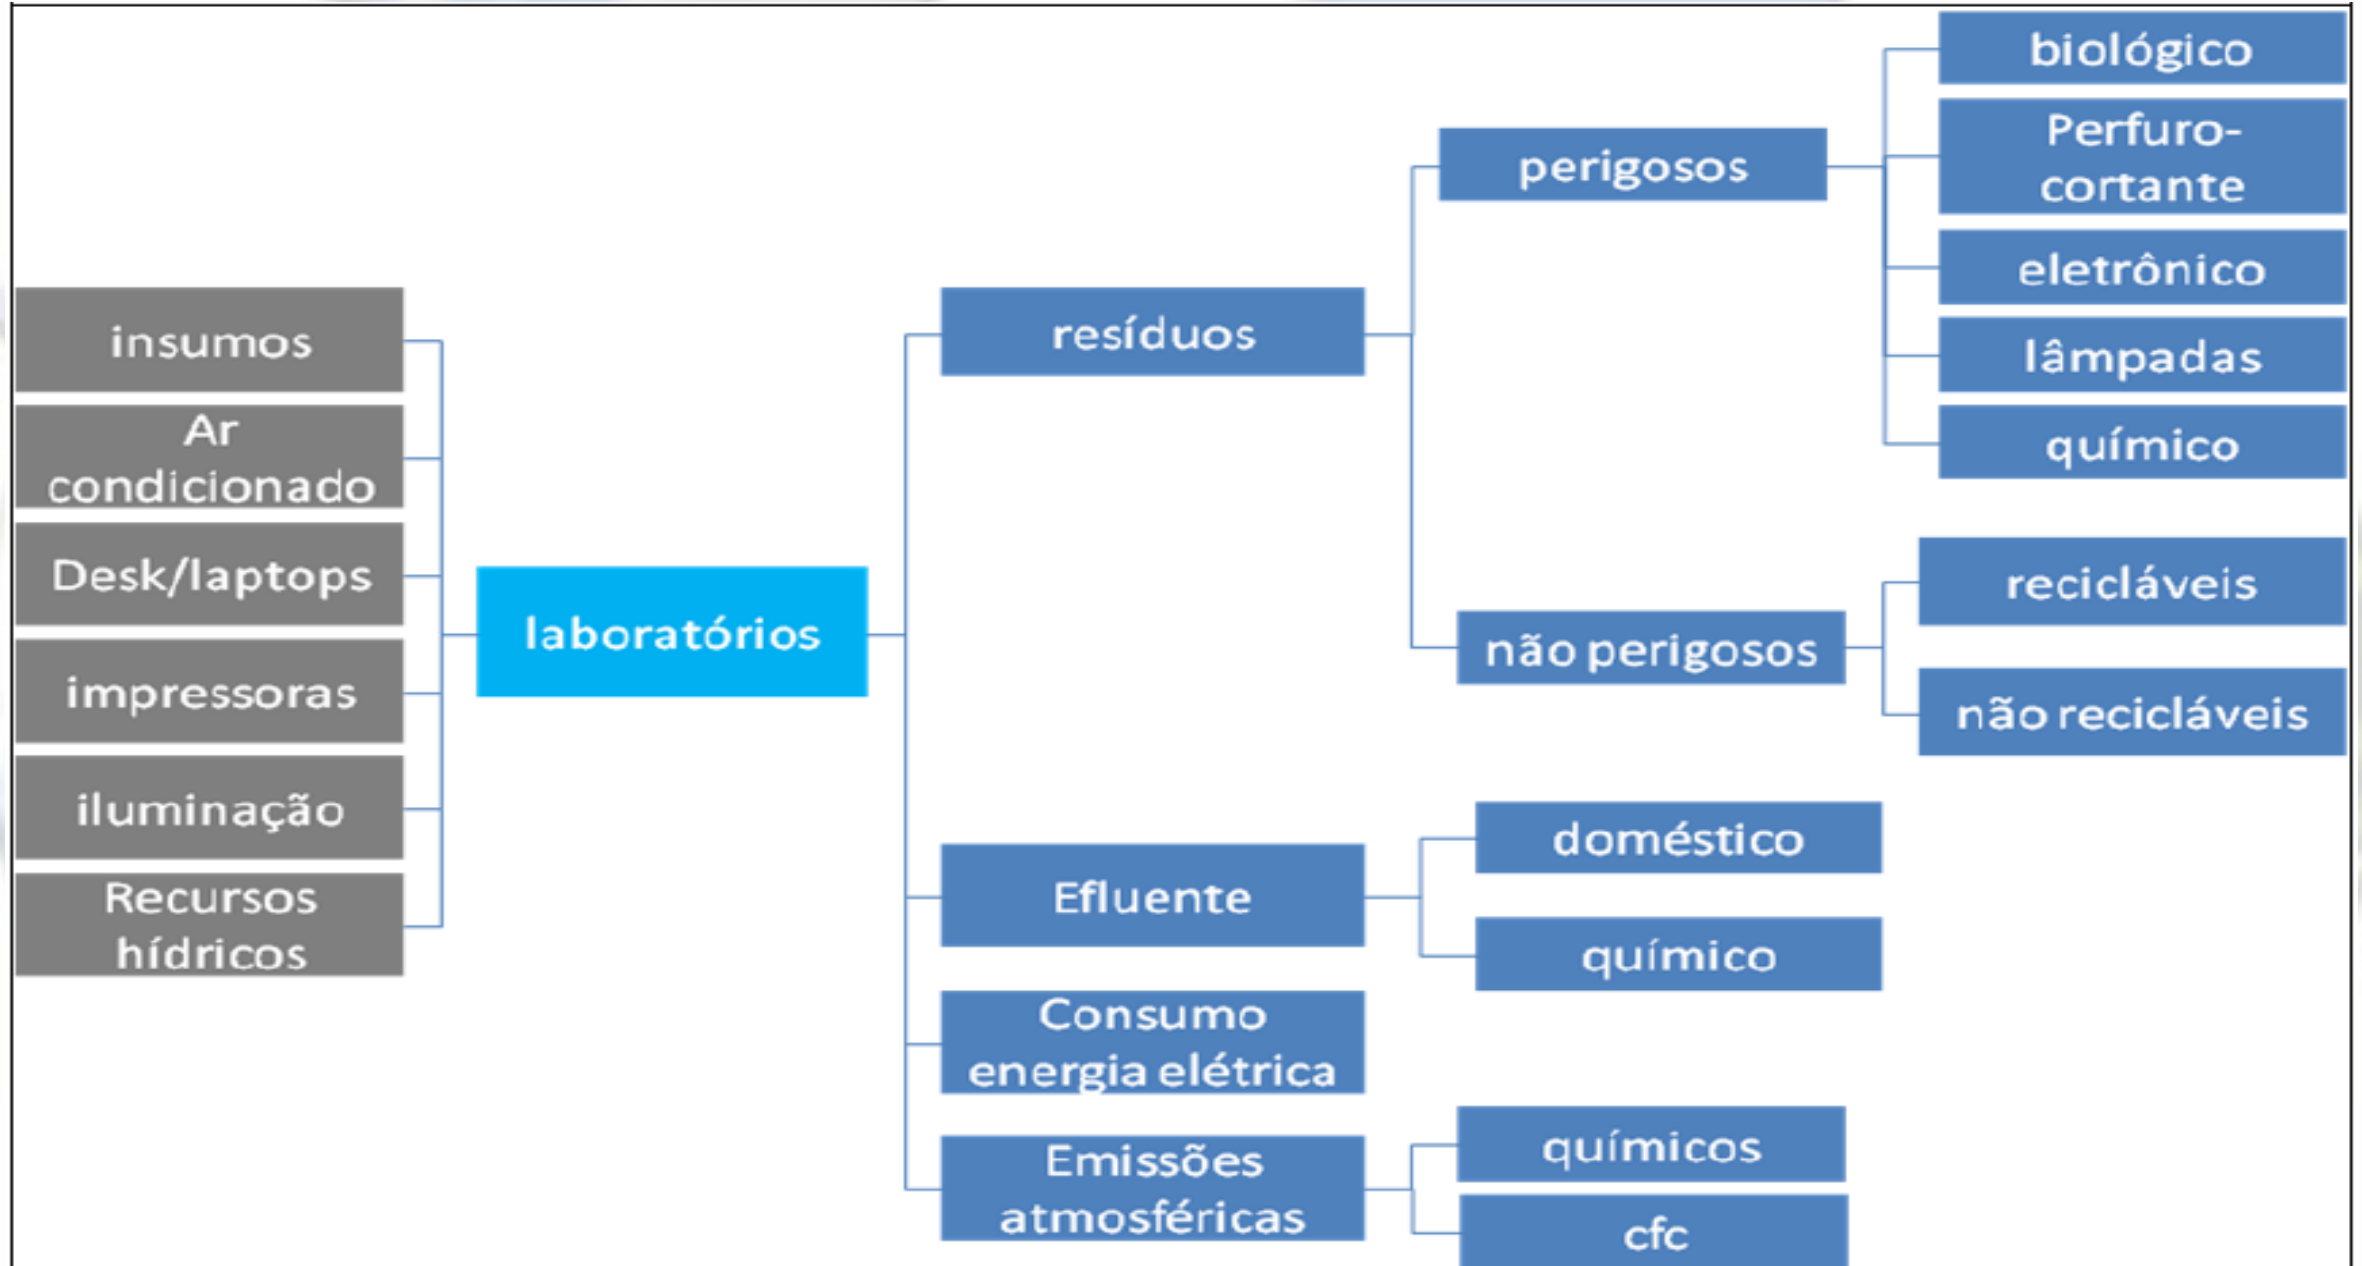 insumos
Ar
condicionado
Desk/laptops
impressoras
iluminação
Recursos
hídricos
laboratórios
resíduos
perigosos
biológico
Perfuro-
cortante
eletrônico
lâmpadas
químico
não perigosos
recicláveis
não recicláveis
Efluente
doméstico
químico
Consumo
energia elétrica
Emissões
atmosféricas
químicos
cfc